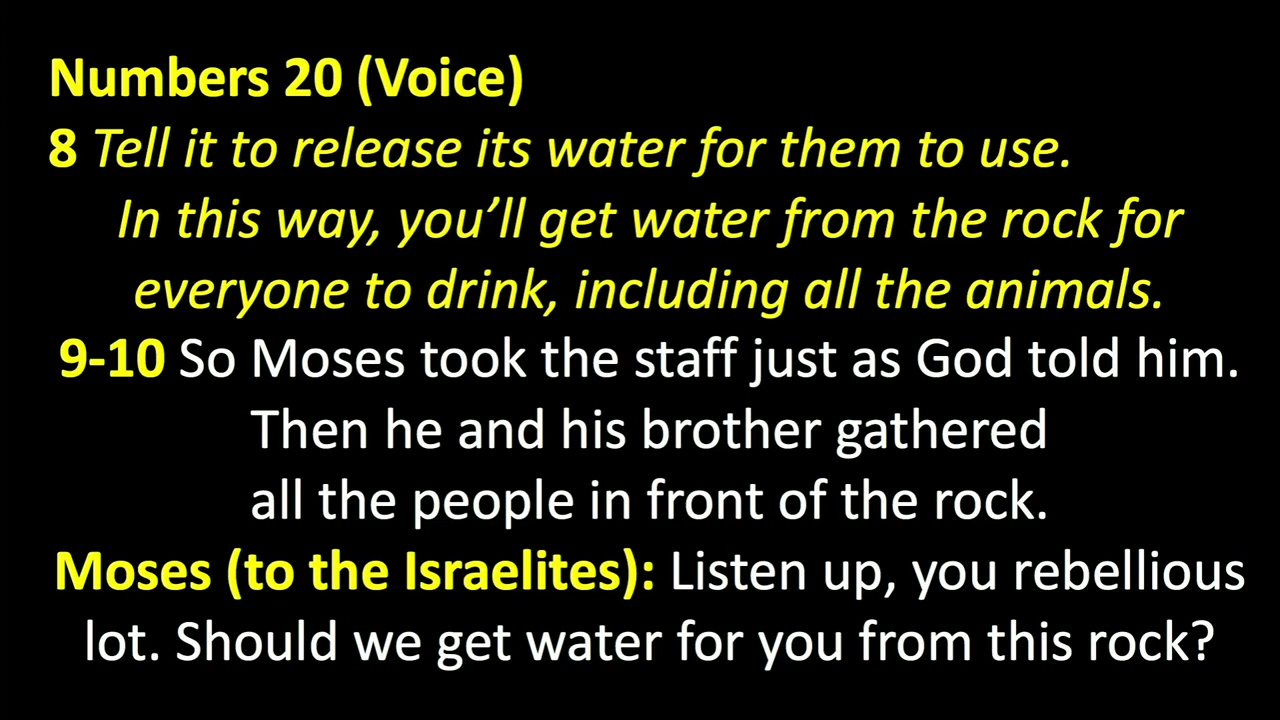 Numbers 20 (Voice)
8 Tell it to release its water for them to use.
In this way, you’ll get water from the rock for
everyone to drink, including all the animals.
9-10 So Moses took the staff just as God told him.
Then he and his brother gathered
all the people in front of the rock.
Moses (to the Israelites): Listen up, you rebellious
lot. Should we get water for you from this rock?